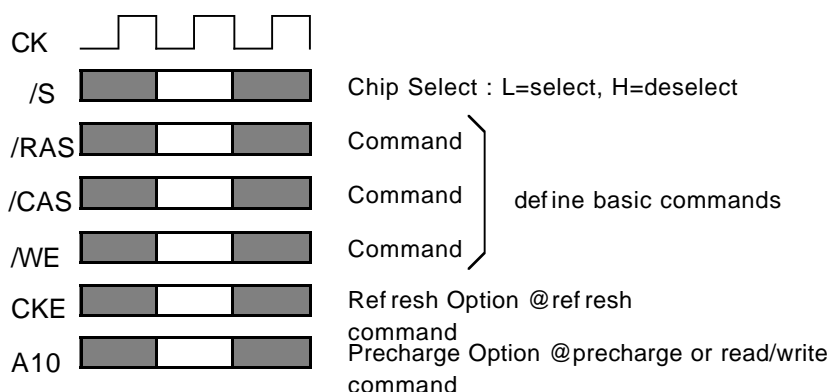 CK
/S Chip Select : L=select, H=deselect
/RAS Command
/CAS Command define basic commands
/WE Command
CKE Refresh Option @refresh
command
A10 Precharge Option @precharge or read/write
command